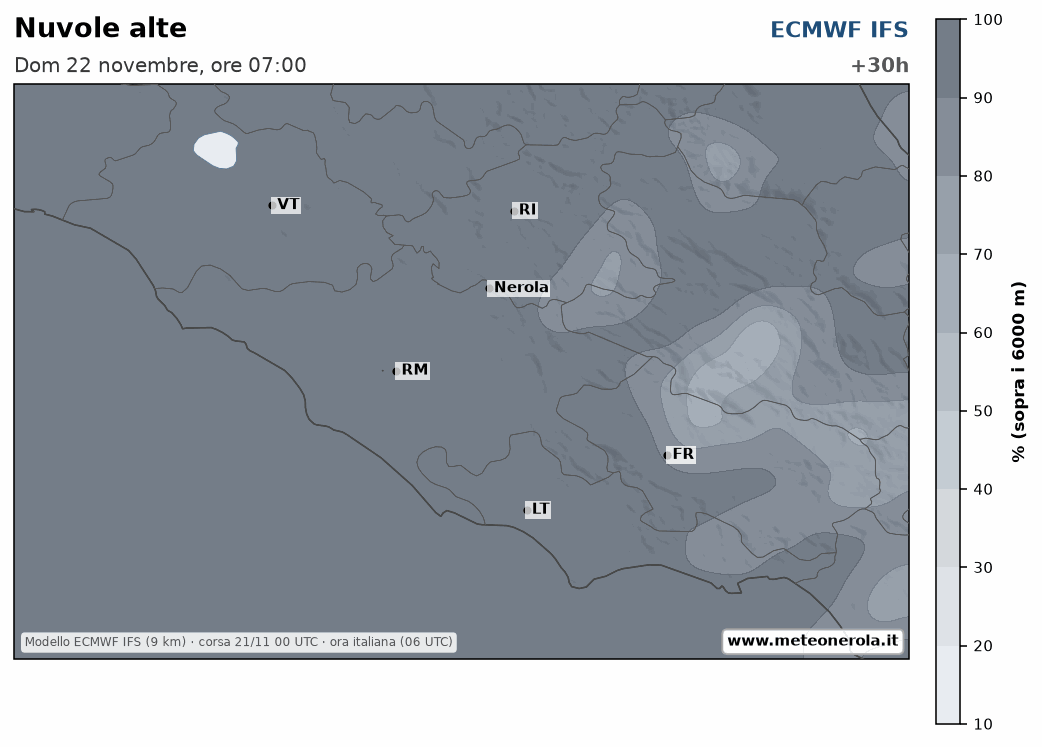 Nuvole alte
ECMWF IFS
Dom 22 novembre, ore 07:00
+30h
100
90
80
70
60
50
40
30
20
10
% (sopra i 6000 m)
VT
RI
Nerola
RM
FR
LT
Modello ECMWF IFS (9 km) · corsa 21/11 00 UTC · ora italiana (06 UTC)
www.meteonerola.it